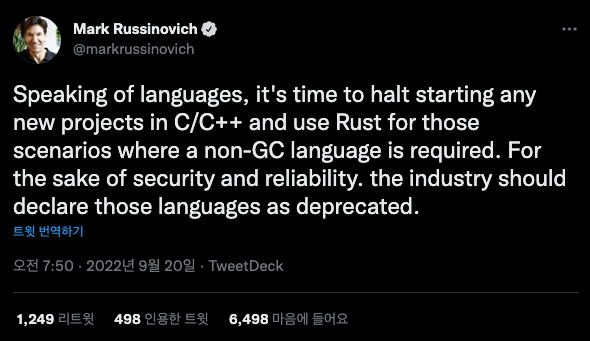 Mark Russinovich
@markrussinovich
Speaking of languages, it's time to halt starting any
new projects in C/C++ and use Rust for those
scenarios where a non-GC language is required. For
the sake of security and reliability. the industry should
declare those languages as deprecated.
트윗 번역하기
오전 7:50 · 2022년 9월 20일 · TweetDeck
1,249 리트윗 498 인용한 트윗 6,498 마음에 들어요